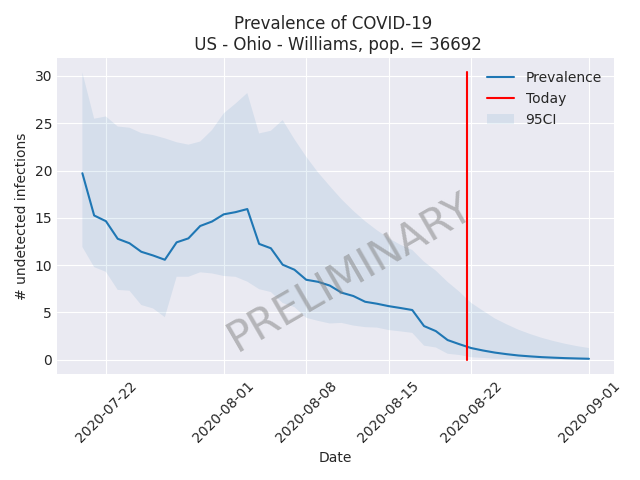 Prevalence of COVID-19
US - Ohio - Williams, pop. = 36692
Prevalence
Today
95CI
30
25
20
15
10
5
0
# undetected infections
PRELIMINARY
2020-07-22
2020-08-01
2020-08-08
2020-08-15
2020-08-22
2020-09-01
Date